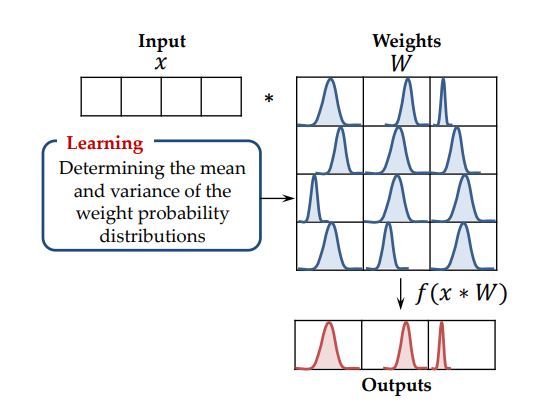 Input
x
*
Weights
W
Learning
Determining the mean
and variance of the
weight probability
distributions
f(x * W)
Outputs